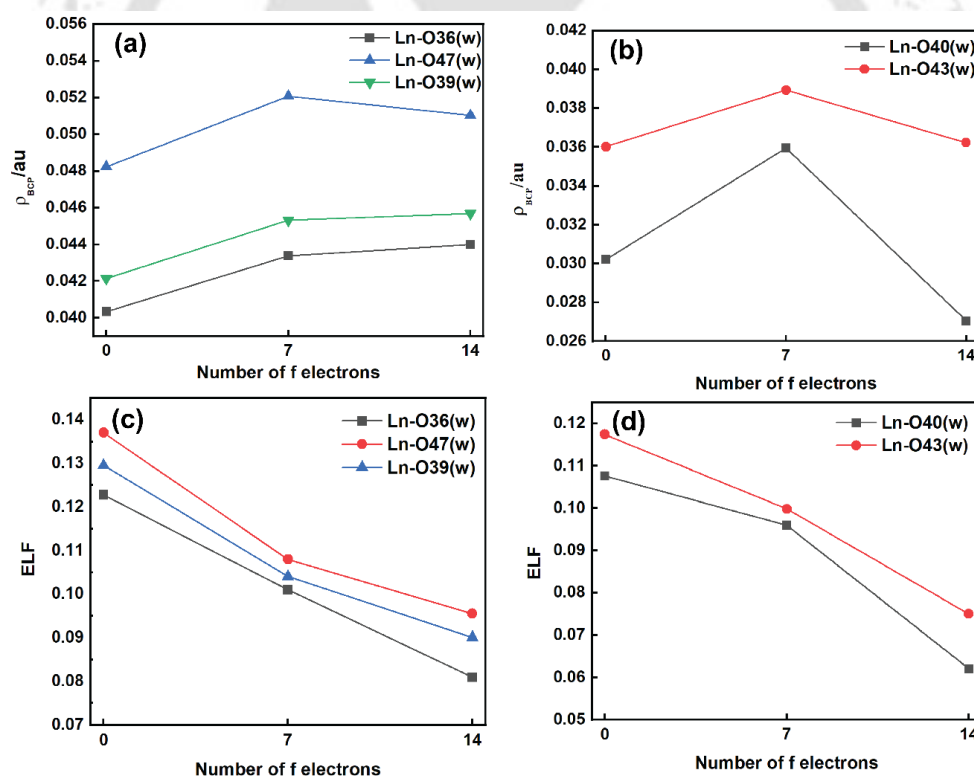 (a)
Ln-O36(w)
Ln-O47(w)
Ln-O39(w)
0.056
0.054
0.052
0.050
0.048
0.046
0.044
0.042
0.040
ρBCP/au
0
7
14
Number of f electrons
(b)
Ln-O40(w)
Ln-O43(w)
0.042
0.040
0.038
0.036
0.034
0.030
0.028
0.026
ρBCP/au
0
7
14
Number of f electrons
(c)
Ln-O36(w)
Ln-O47(w)
Ln-O39(w)
0.14
0.13
0.12
0.11
0.10
0.09
0.08
0.07
ELF
0
7
14
Number of f electrons
(d)
Ln-O40(w)
Ln-O43(w)
0.12
0.11
0.10
0.09
0.08
0.07
0.06
0.05
ELF
0
7
14
Number of f electrons